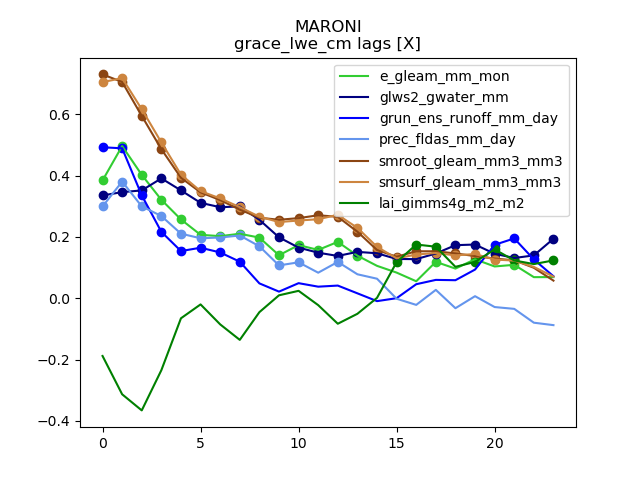 MARONI
grace_lwe_cm lags [X]
e_gleam_mm_mon
glws2_gwater_mm
grun_ens_runoff_mm_day
prec_fldas_mm_day
smroot_gleam_mm3_mm3
smsurf_gleam_mm3_mm3
lai_gimms4g_m2_m2
0.6
0.4
0.2
0.0
−0.2
−0.4
0 5 10 15 20